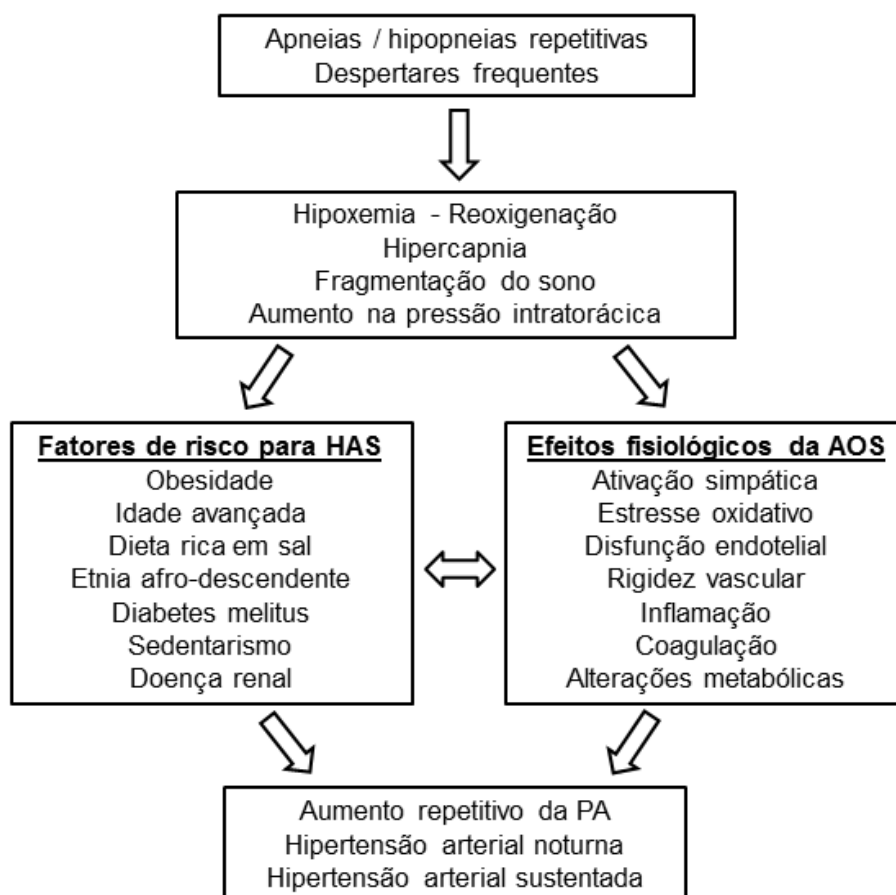 Apneias / hipopneias repetitivas
Despertares frequentes
Hipoxemia - Reoxigenação
Hipercapnia
Fragmentação do sono
Aumento na pressão intratorácica
Fatores de risco para HAS
Obesidade
Idade avançada
Dieta rica em sal
Etnia afro-descendente
Diabetes melitus
Sedentarismo
Doença renal
Efeitos fisiológicos da AOS
Ativação simpática
Estresse oxidativo
Disfunção endotelial
Rigidez vascular
Inflamação
Coagulação
Alterações metabólicas
Aumento repetitivo da PA
Hipertensão arterial noturna
Hipertensão arterial sustentada